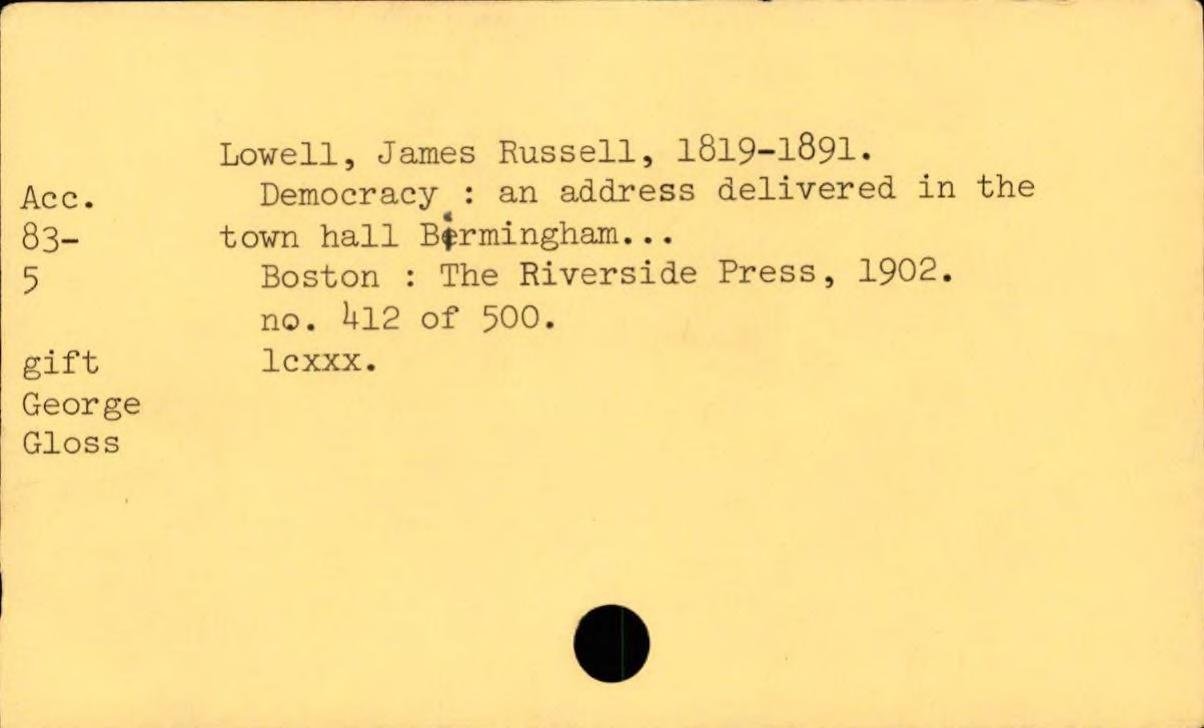 Lowell, James Russell, 1819-1891.
Acc. Democracy : an address delivered in the
83- town hall Birmingham...
5 Boston : The Riverside Press, 1902.
no. 412 of 500.
gift lcxxx.
George
Gloss